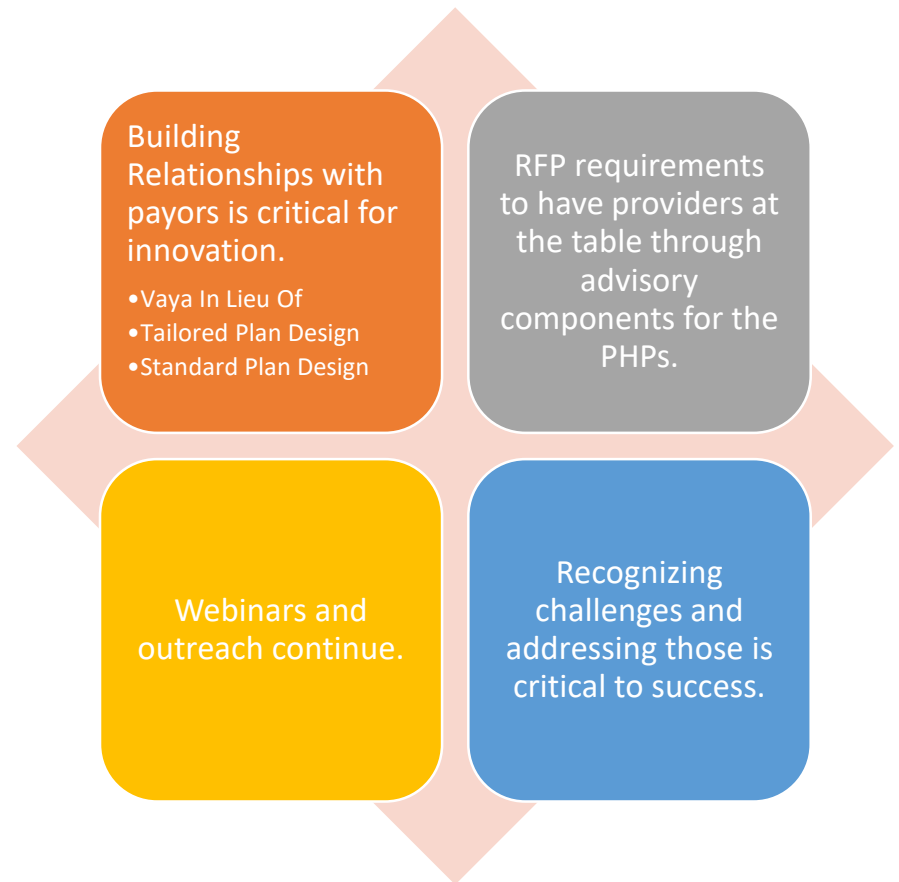 Building
Relationships with
payors is critical for
innovation.
•Vaya In Lieu Of
•Tailored Plan Design
•Standard Plan Design
RFP requirements
to have providers at
the table through
advisory
components for the
PHPs.
Webinars and
outreach continue.
Recognizing
challenges and
addressing those is
critical to success.